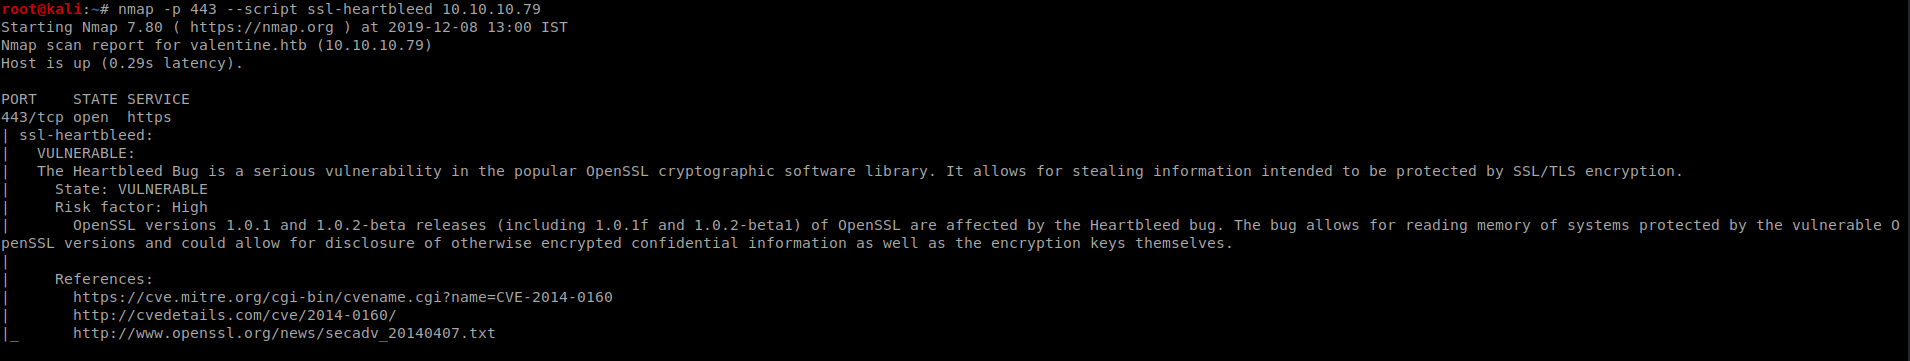 root@kali:~# nmap -p 443 --script ssl-heartbleed 10.10.10.79
Starting Nmap 7.80 ( https://nmap.org ) at 2019-12-08 13:00 IST
Nmap scan report for valentine.htb (10.10.10.79)
Host is up (0.29s latency).

PORT    STATE SERVICE
443/tcp open  https
| ssl-heartbleed:
|   VULNERABLE:
|   The Heartbleed Bug is a serious vulnerability in the popular OpenSSL cryptographic software library. It allows for stealing information intended to be protected by SSL/TLS encryption.
|     State: VULNERABLE
|     Risk factor: High
|       OpenSSL versions 1.0.1 and 1.0.2-beta releases (including 1.0.1f and 1.0.2-beta1) of OpenSSL are affected by the Heartbleed bug. The bug allows for reading memory of systems protected by the vulnerable O
penSSL versions and could allow for disclosure of otherwise encrypted confidential information as well as the encryption keys themselves.
|
|     References:
|       https://cve.mitre.org/cgi-bin/cvename.cgi?name=CVE-2014-0160
|       http://cvedetails.com/cve/2014-0160/
|_      http://www.openssl.org/news/secadv_20140407.txt